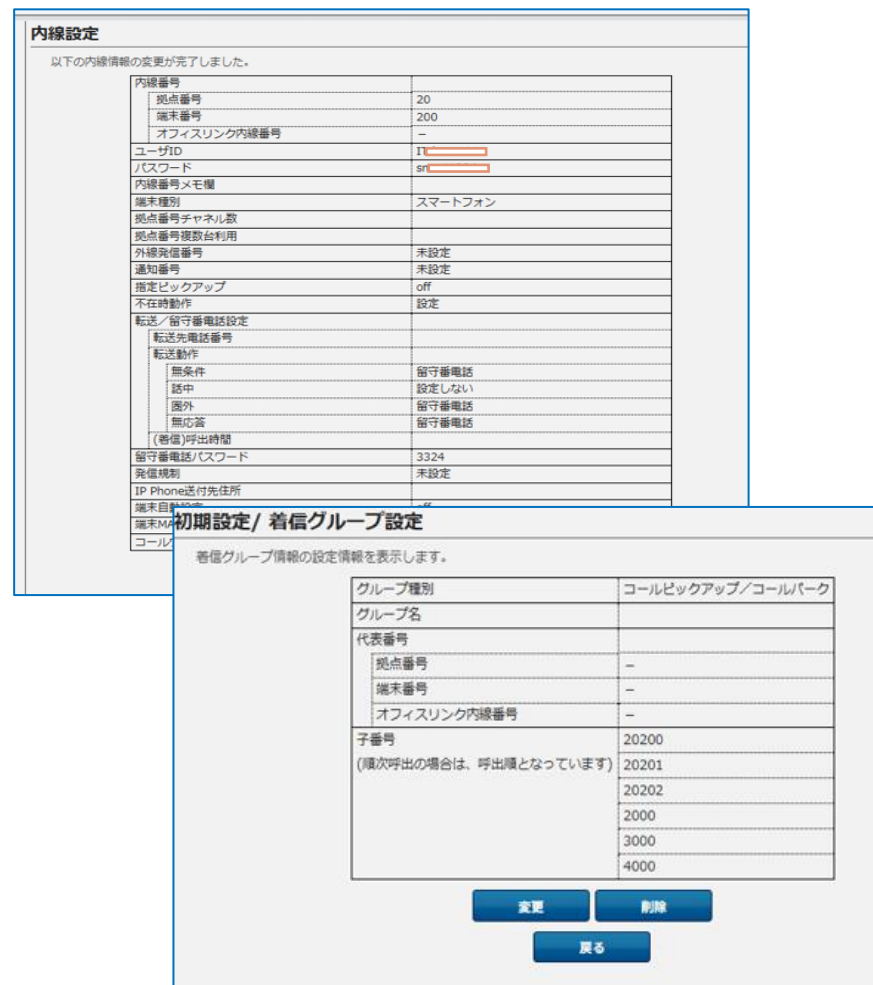 内線設定
以下の内線情報の変更が完了しました。
内線番号
拠点番号 20
端末番号 200
オフィスリンク内線番号 －
ユーザID
パスワード sn
内線番号メモ欄
端末種別 スマートフォン
拠点番号チャネル数
拠点番号複数台利用
外線発信番号 未設定
通知番号 未設定
指定ピックアップ off
不在時動作 設定
転送／留守番電話設定
転送先電話番号
転送動作
無条件 留守番電話
話中 設定しない
圏外 留守番電話
無応答 留守番電話
(着信)呼出時間
留守番電話パスワード 3324
発信規制 未設定
IP Phone送付先住所
端末自
端末MA
コール
初期設定/ 着信グループ設定
着信グループ情報の設定情報を表示します。
グループ種別 コールピックアップ／コールパーク
グループ名
代表番号
拠点番号 －
端末番号 －
オフィスリンク内線番号 －
子番号 20200
(順次呼出の場合は、呼出順となっています) 20201
20202
2000
3000
4000
変更 削除
戻る